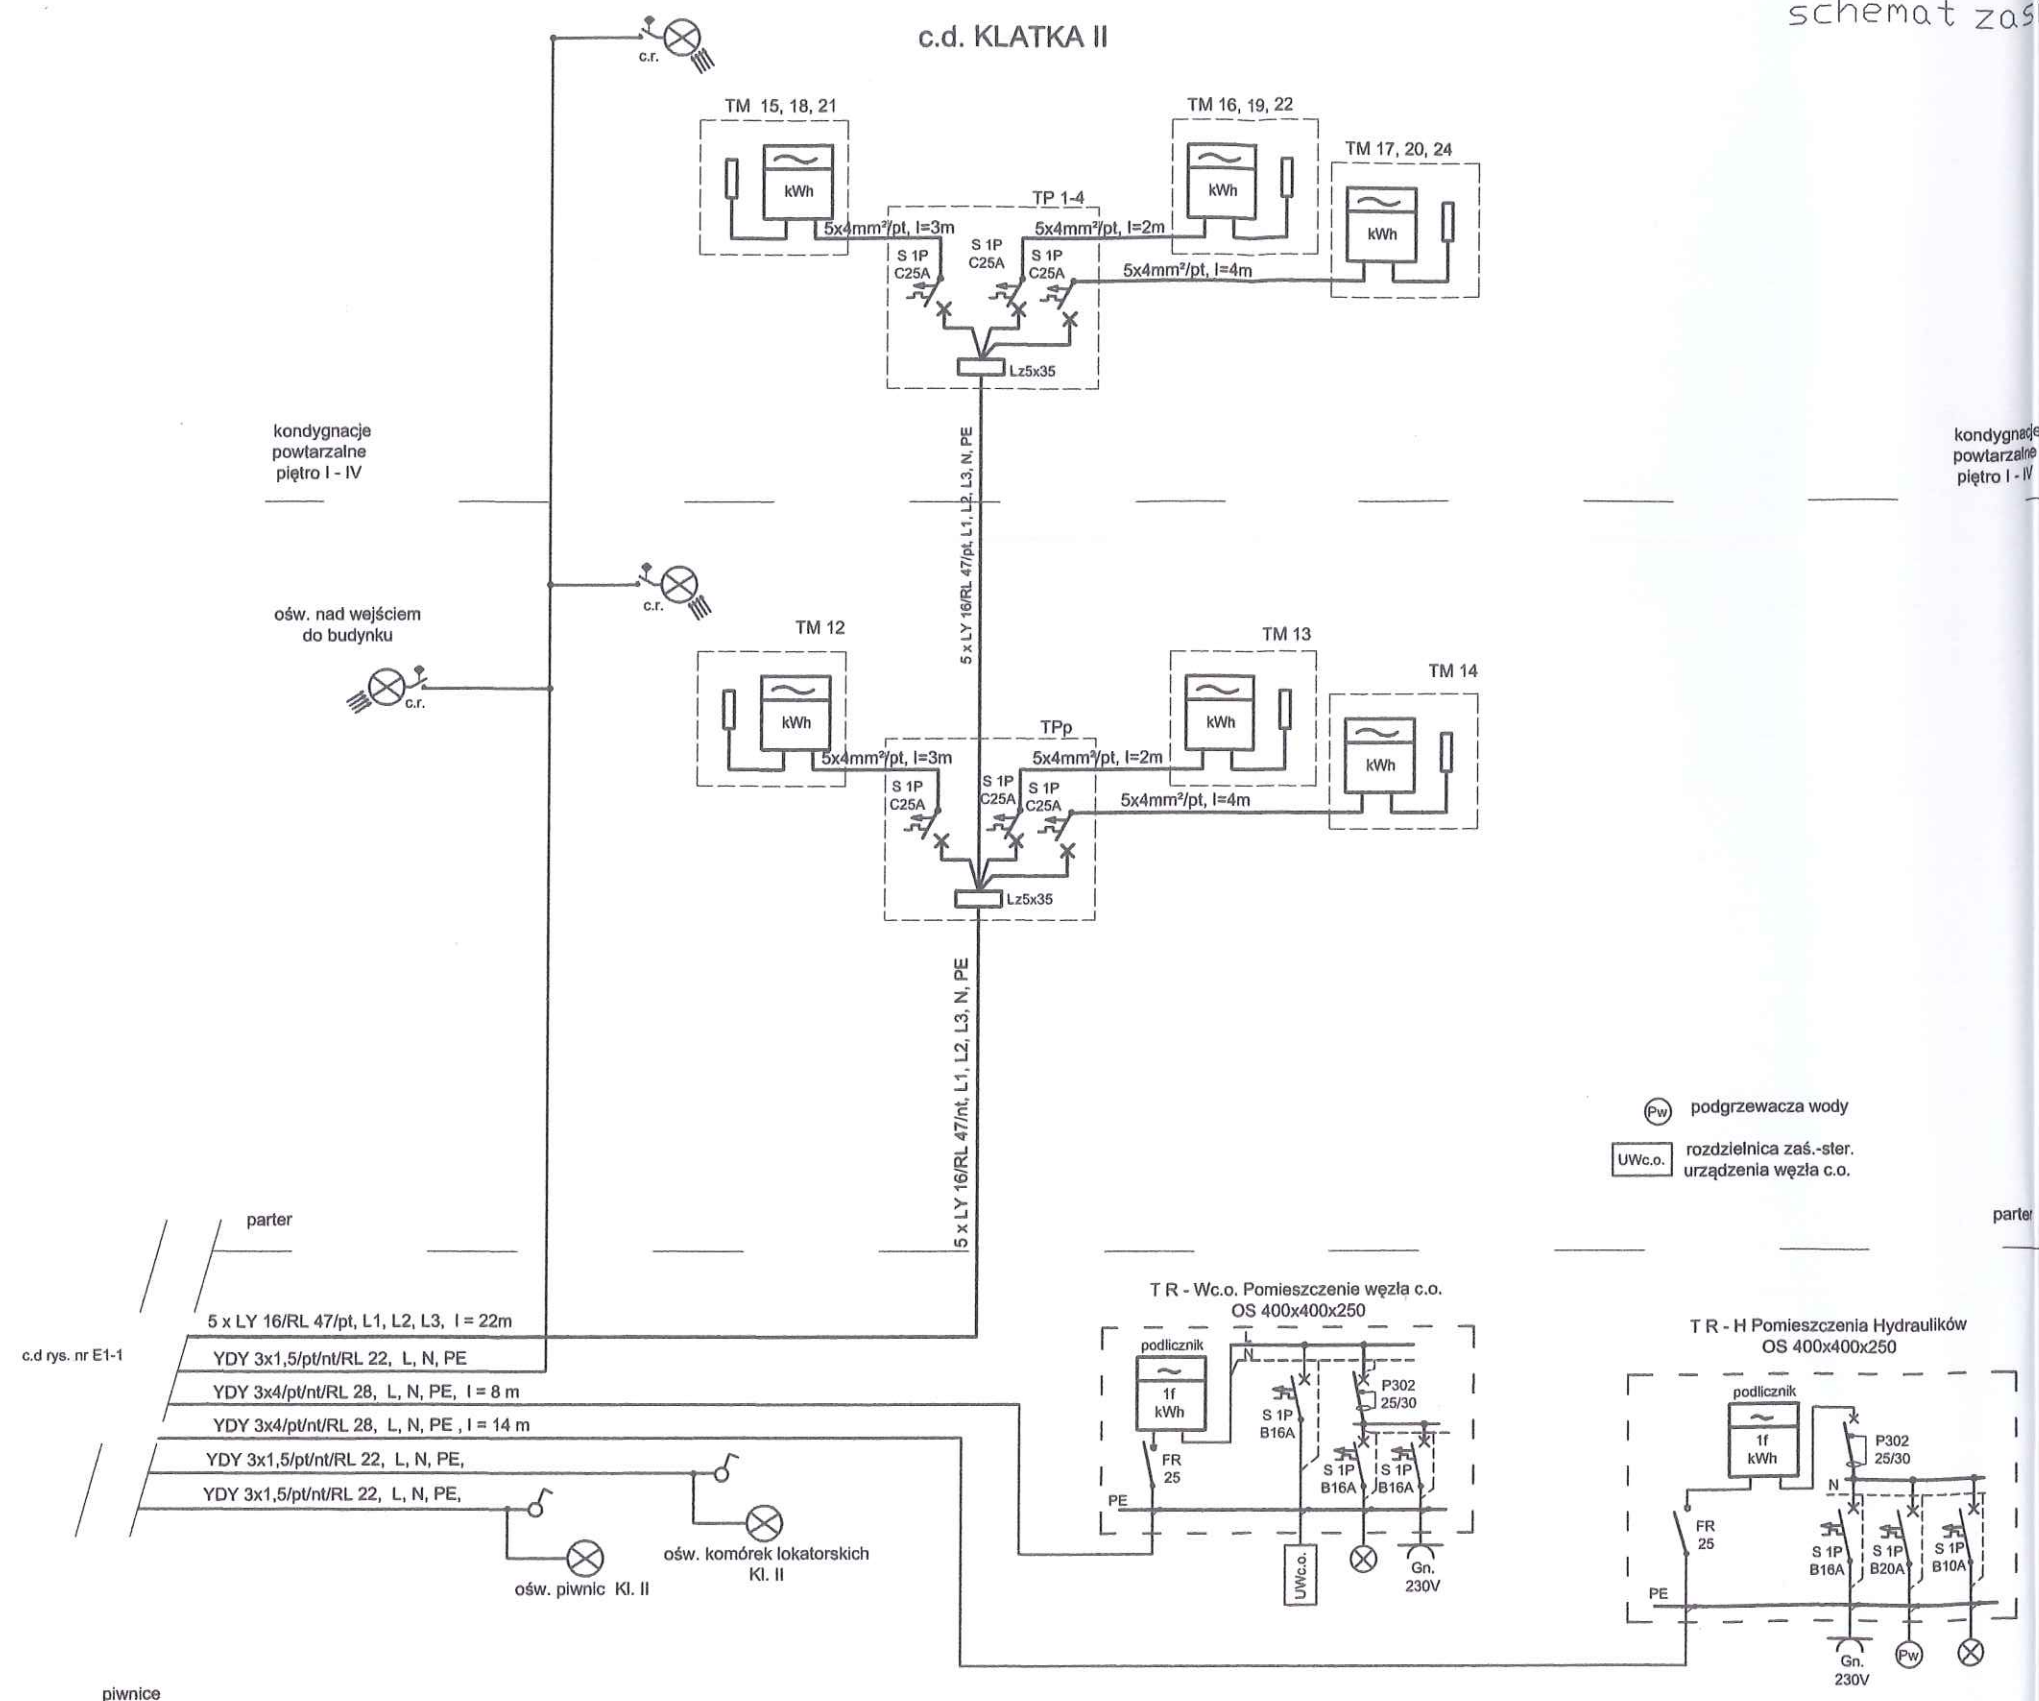 schemat zas
c.d. KLATKA II
c.r.
TM 15, 18, 21
kWh
TM 16, 19, 22
kWh
TM 17, 20, 24
kWh
TP 1-4
5x4mm²/pt, l=3m
5x4mm²/pt, l=2m
5x4mm²/pt, l=4m
S 1P
C25A
S 1P
C25A
S 1P
C25A
Lz5x35
kondygnacje
powtarzalne
piętro I - IV
kondygnacje
powtarzalne
piętro I - IV
5 x LY 16/RL 47/pt, L1, L2, L3, N, PE
c.r.
ośw. nad wejściem
do budynku
c.r.
TM 12
kWh
TM 13
kWh
TM 14
kWh
TPp
5x4mm²/pt, l=3m
5x4mm²/pt, l=2m
5x4mm²/pt, l=4m
S 1P
C25A
S 1P
C25A
S 1P
C25A
Lz5x35
5 x LY 16/RL 47/nt, L1, L2, L3, N, PE
Pw podgrzewacza wody
UWc.o. rozdzielnica zaś.-ster.
urządzenia węzła c.o.
parter
parter
c.d rys. nr E1-1
5 x LY 16/RL 47/pt, L1, L2, L3, l = 22m
YDY 3x1,5/pt/nt/RL 22, L, N, PE
YDY 3x4/pt/nt/RL 28, L, N, PE, l = 8 m
YDY 3x4/pt/nt/RL 28, L, N, PE , l = 14 m
YDY 3x1,5/pt/nt/RL 22, L, N, PE,
YDY 3x1,5/pt/nt/RL 22, L, N, PE,
ośw. komórek lokatorskich
Kl. II
ośw. piwnic Kl. II
T R - Wc.o. Pomieszczenie węzła c.o.
OS 400x400x250
podlicznik
1f
kWh
L
N
FR
25
PE
S 1P
B16A
P302
25/30
S 1P
B16A
S 1P
B16A
UWc.o.
Gn.
230V
T R - H Pomieszczenia Hydraulików
OS 400x400x250
podlicznik
1f
kWh
P302
25/30
N
FR
25
S 1P
B16A
S 1P
B20A
S 1P
B10A
PE
Gn.
230V
Pw
piwnice